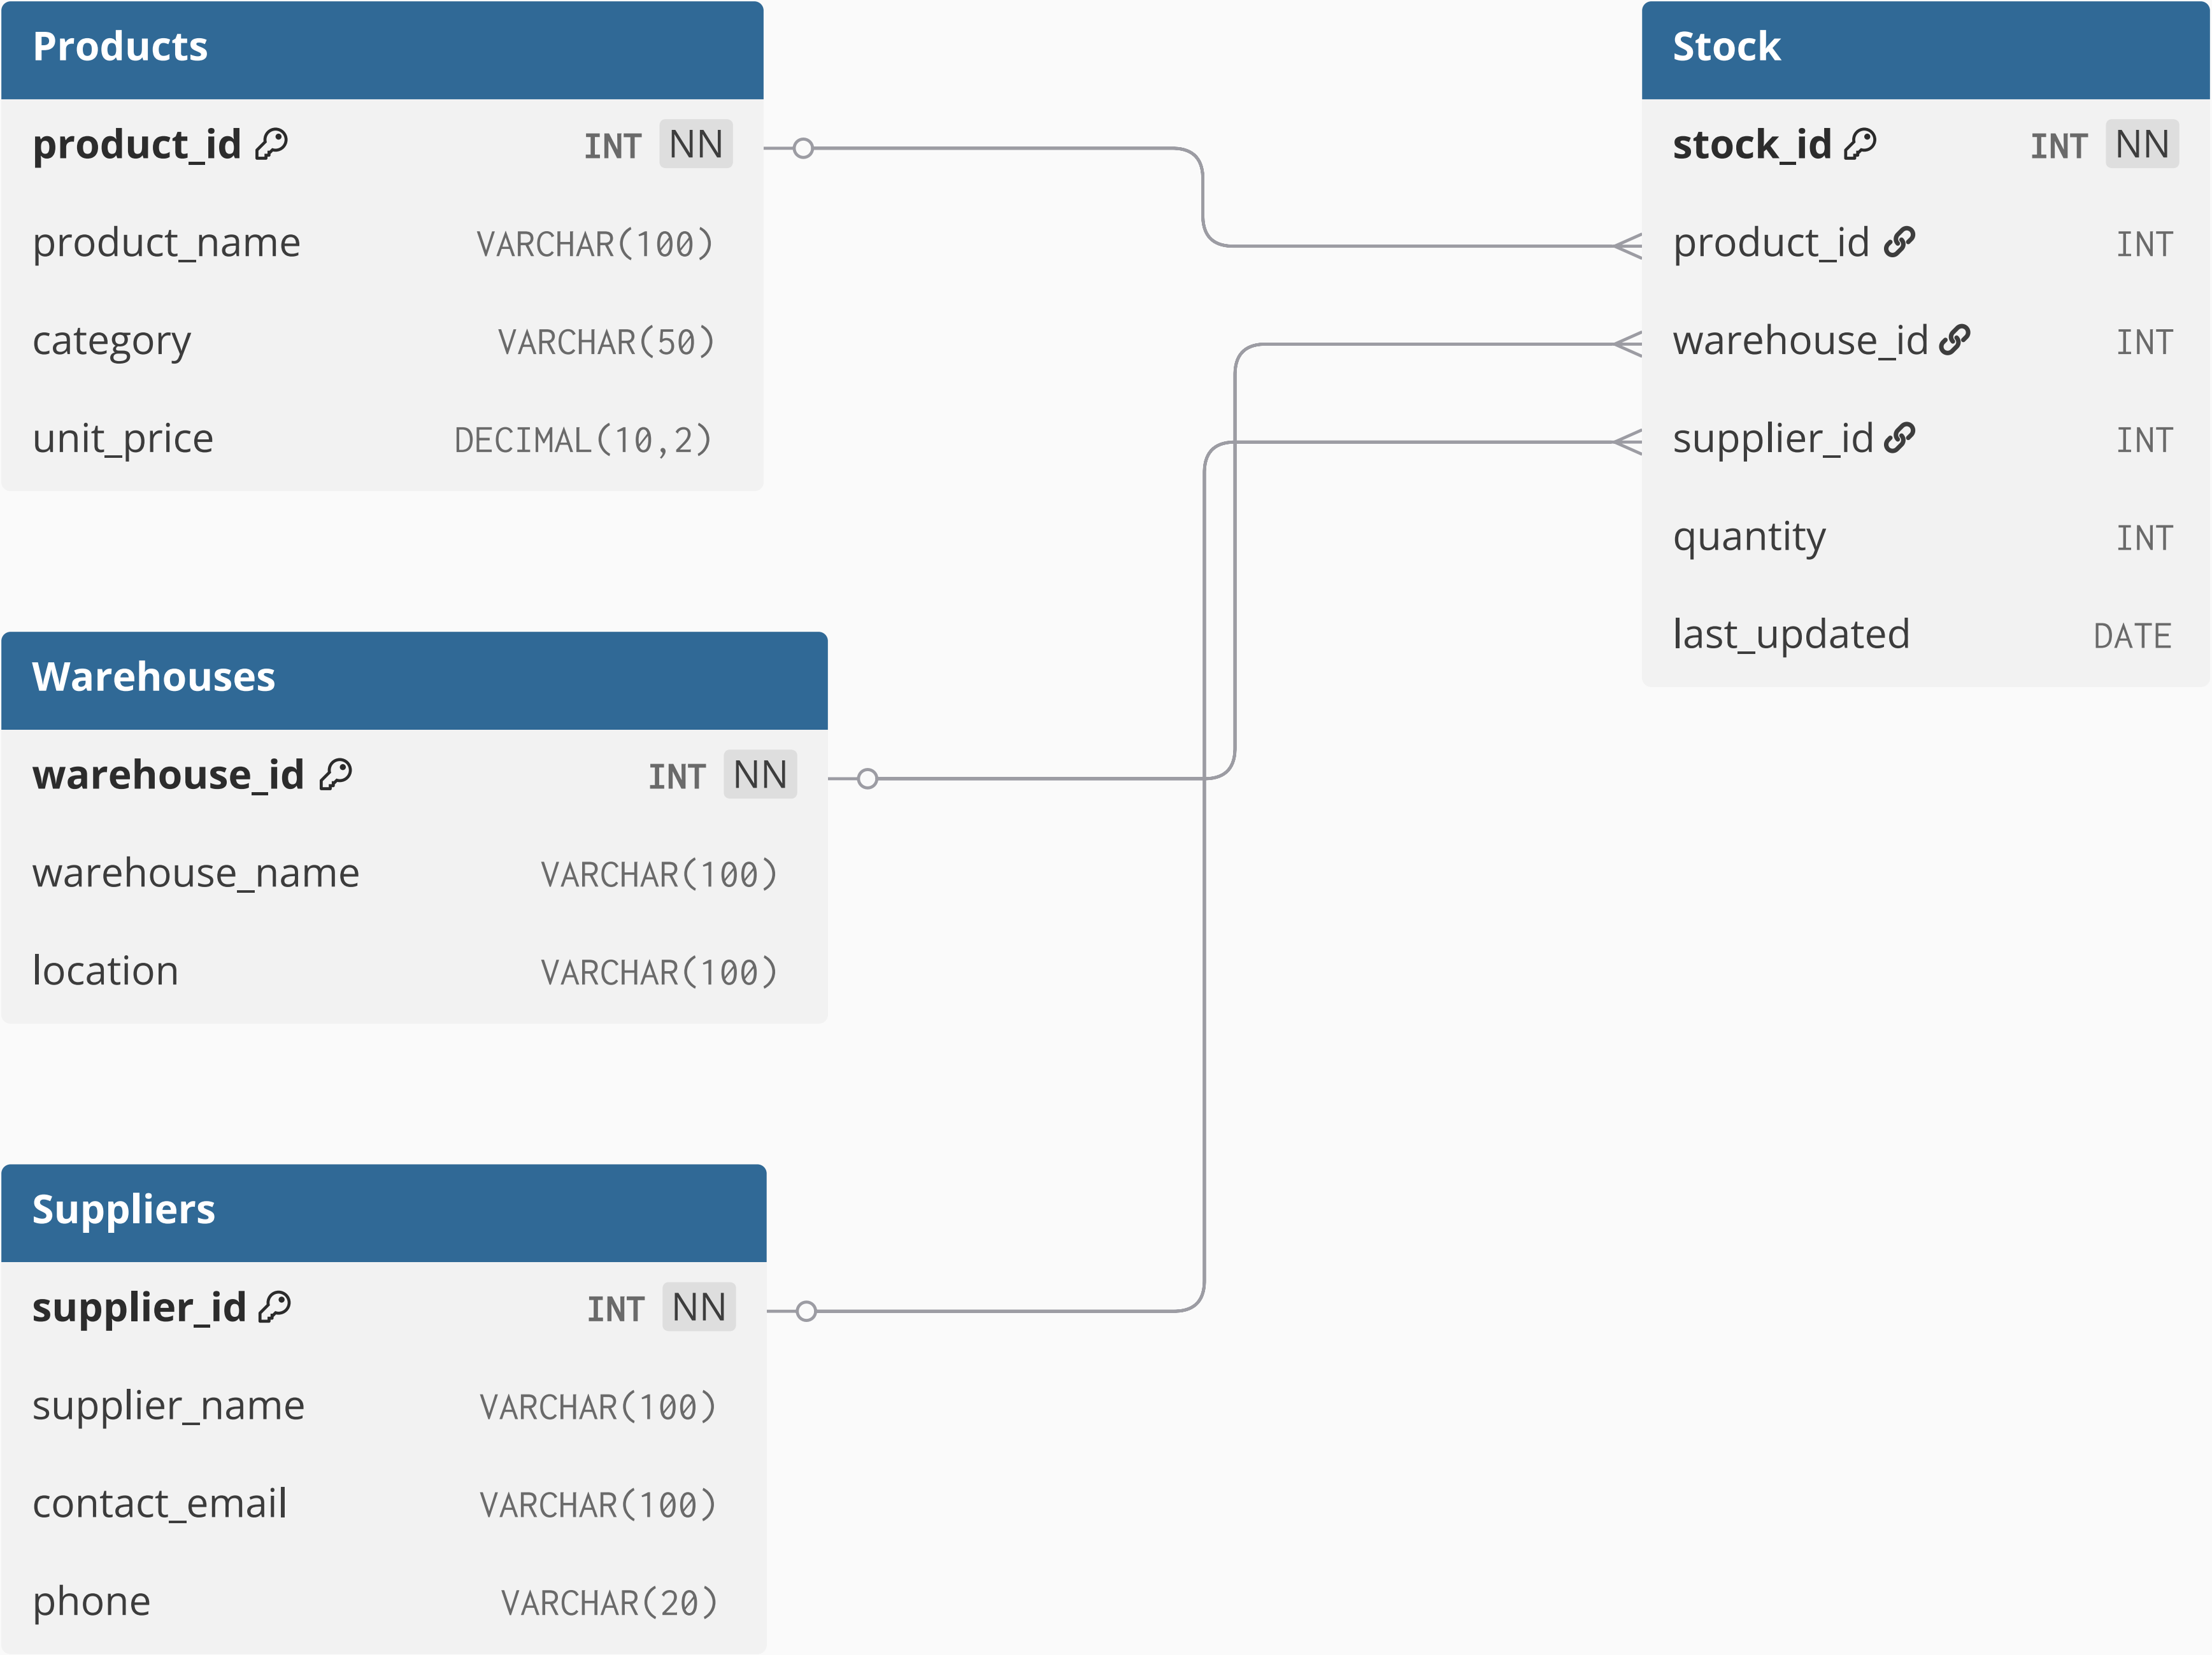 Products
product_id INT NN
product_name VARCHAR(100)
category VARCHAR(50)
unit_price DECIMAL(10,2)
Warehouses
warehouse_id INT NN
warehouse_name VARCHAR(100)
location VARCHAR(100)
Suppliers
supplier_id INT NN
supplier_name VARCHAR(100)
contact_email VARCHAR(100)
phone VARCHAR(20)
Stock
stock_id INT NN
product_id INT
warehouse_id INT
supplier_id INT
quantity INT
last_updated DATE